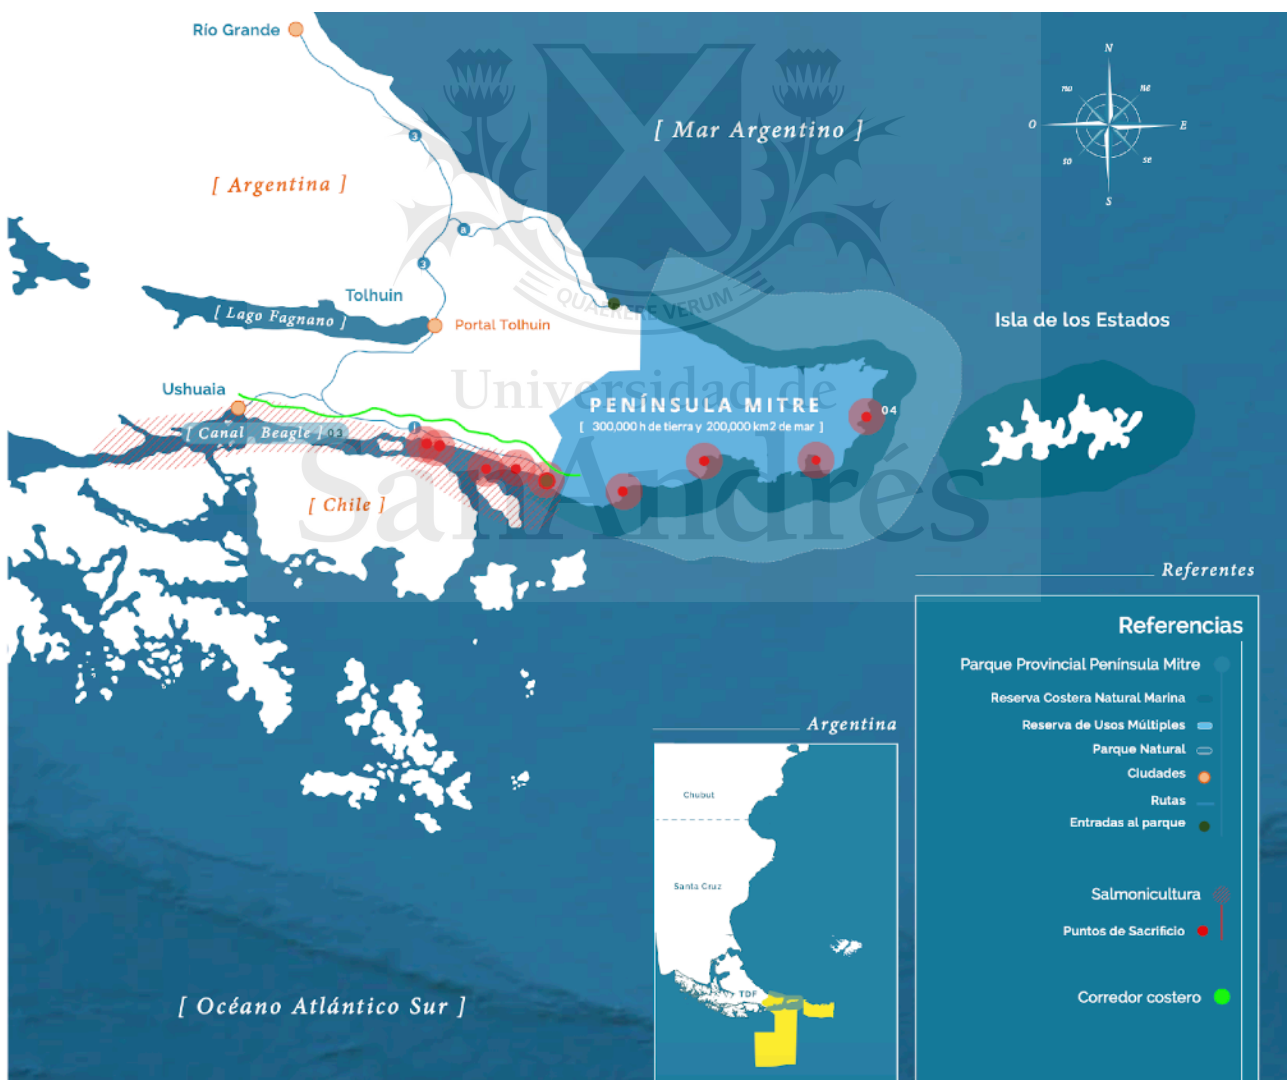 Río Grande
N
no
ne
O
E
so
se
S
[ Mar Argentino ]
3
[ Argentina ]
a
3
QUAERERE VERUM
Tolhuin
[ Lago Fagnano ]
Portal Tolhuin
Isla de los Estados
Ushuaia
Universidad de
PENÍNSULA MITRE
[ 300,000 h de tierra y 200,000 km2 de mar ]
04
[ Canal Beagle ] 03
San Andrés
[ Chile ]
Referentes
Referencias
Parque Provincial Península Mitre
Reserva Costera Natural Marina
Reserva de Usos Múltiples
Parque Natural
Ciudades
Rutas
Entradas al parque
Salmonicultura
Puntos de Sacrificio
Corredor costero
Argentina
Chubut
Santa Cruz
TDF
[ Océano Atlántico Sur ]